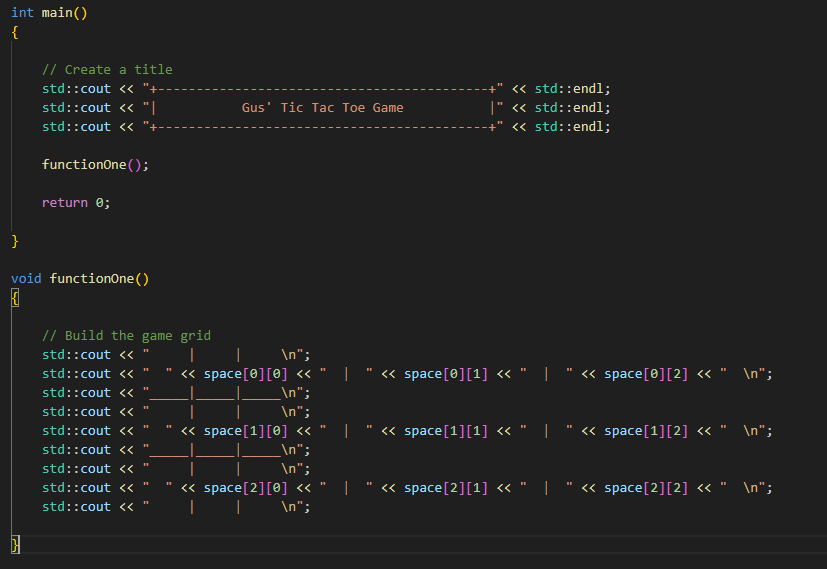 int main()
{
// Create a title
std::cout << "+-------------------------------------------+" << std::endl;
std::cout << "|           Gus' Tic Tac Toe Game           |" << std::endl;
std::cout << "+-------------------------------------------+" << std::endl;
functionOne();
return 0;
}
void functionOne()
{
// Build the game grid
std::cout << "     |     |     \n";
std::cout << "  " << space[0][0] << "  |  " << space[0][1] << "  |  " << space[0][2] << "  \n";
std::cout << "_____|_____|_____\n";
std::cout << "     |     |     \n";
std::cout << "  " << space[1][0] << "  |  " << space[1][1] << "  |  " << space[1][2] << "  \n";
std::cout << "_____|_____|_____\n";
std::cout << "     |     |     \n";
std::cout << "  " << space[2][0] << "  |  " << space[2][1] << "  |  " << space[2][2] << "  \n";
std::cout << "     |     |     \n";
}